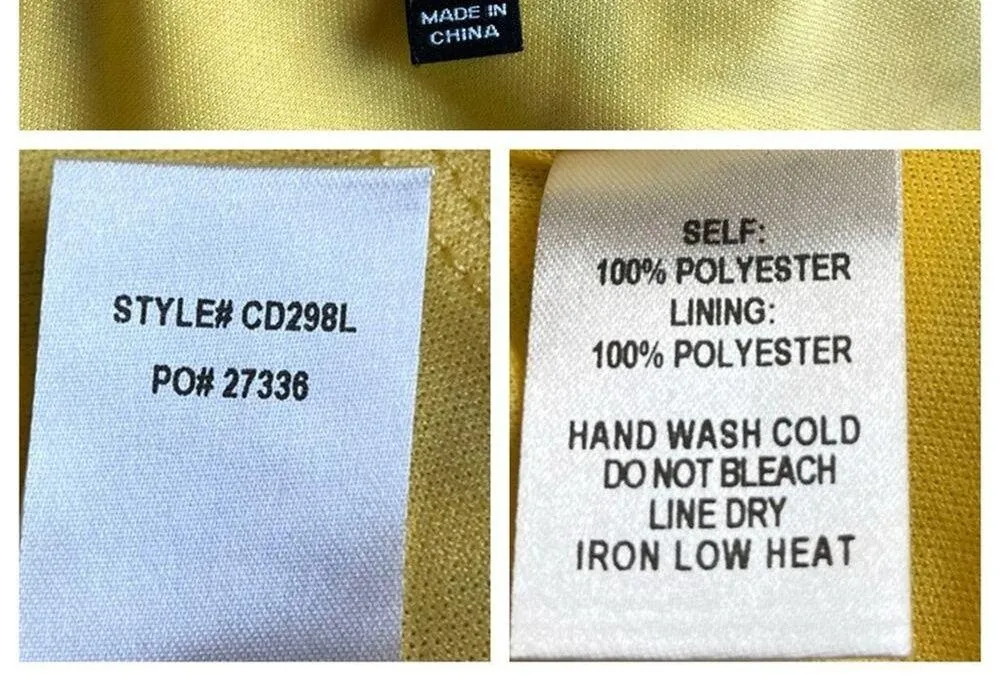 MADE IN
CHINA
STYLE# CD298L
PO# 27336
SELF:
100% POLYESTER
LINING:
100% POLYESTER
HAND WASH COLD
DO NOT BLEACH
LINE DRY
IRON LOW HEAT